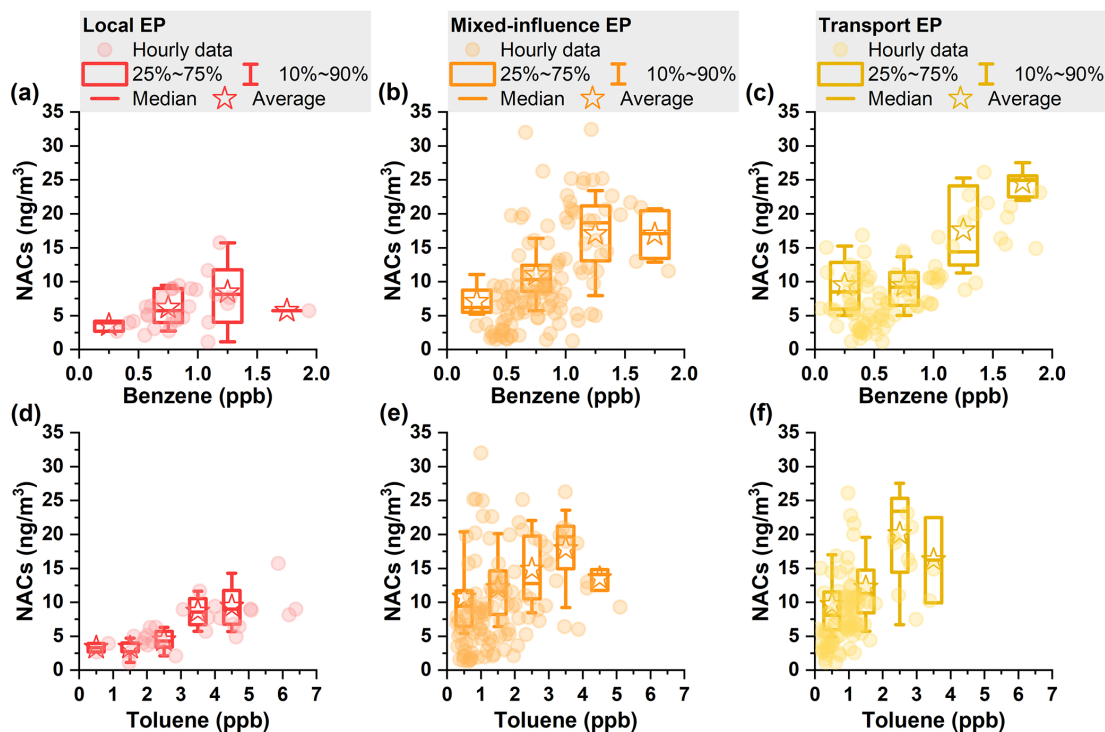 Local EP
Hourly data
25%~75% 10%~90%
Median Average
Mixed-influence EP
Hourly data
25%~75% 10%~90%
Median Average
Transport EP
Hourly data
25%~75% 10%~90%
Median Average
(a)
NACs (ng/m³)
35
30
25
20
15
10
5
0
0.0 0.5 1.0 1.5 2.0
Benzene (ppb)
(b)
NACs (ng/m³)
35
30
25
20
15
10
5
0
0.0 0.5 1.0 1.5 2.0
Benzene (ppb)
(c)
NACs (ng/m³)
35
30
25
20
15
10
5
0
0.0 0.5 1.0 1.5 2.0
Benzene (ppb)
(d)
NACs (ng/m³)
35
30
25
20
15
10
5
0
0 1 2 3 4 5 6 7
Toluene (ppb)
(e)
NACs (ng/m³)
35
30
25
20
15
10
5
0
0 1 2 3 4 5 6 7
Toluene (ppb)
(f)
NACs (ng/m³)
35
30
25
20
15
10
5
0
0 1 2 3 4 5 6 7
Toluene (ppb)